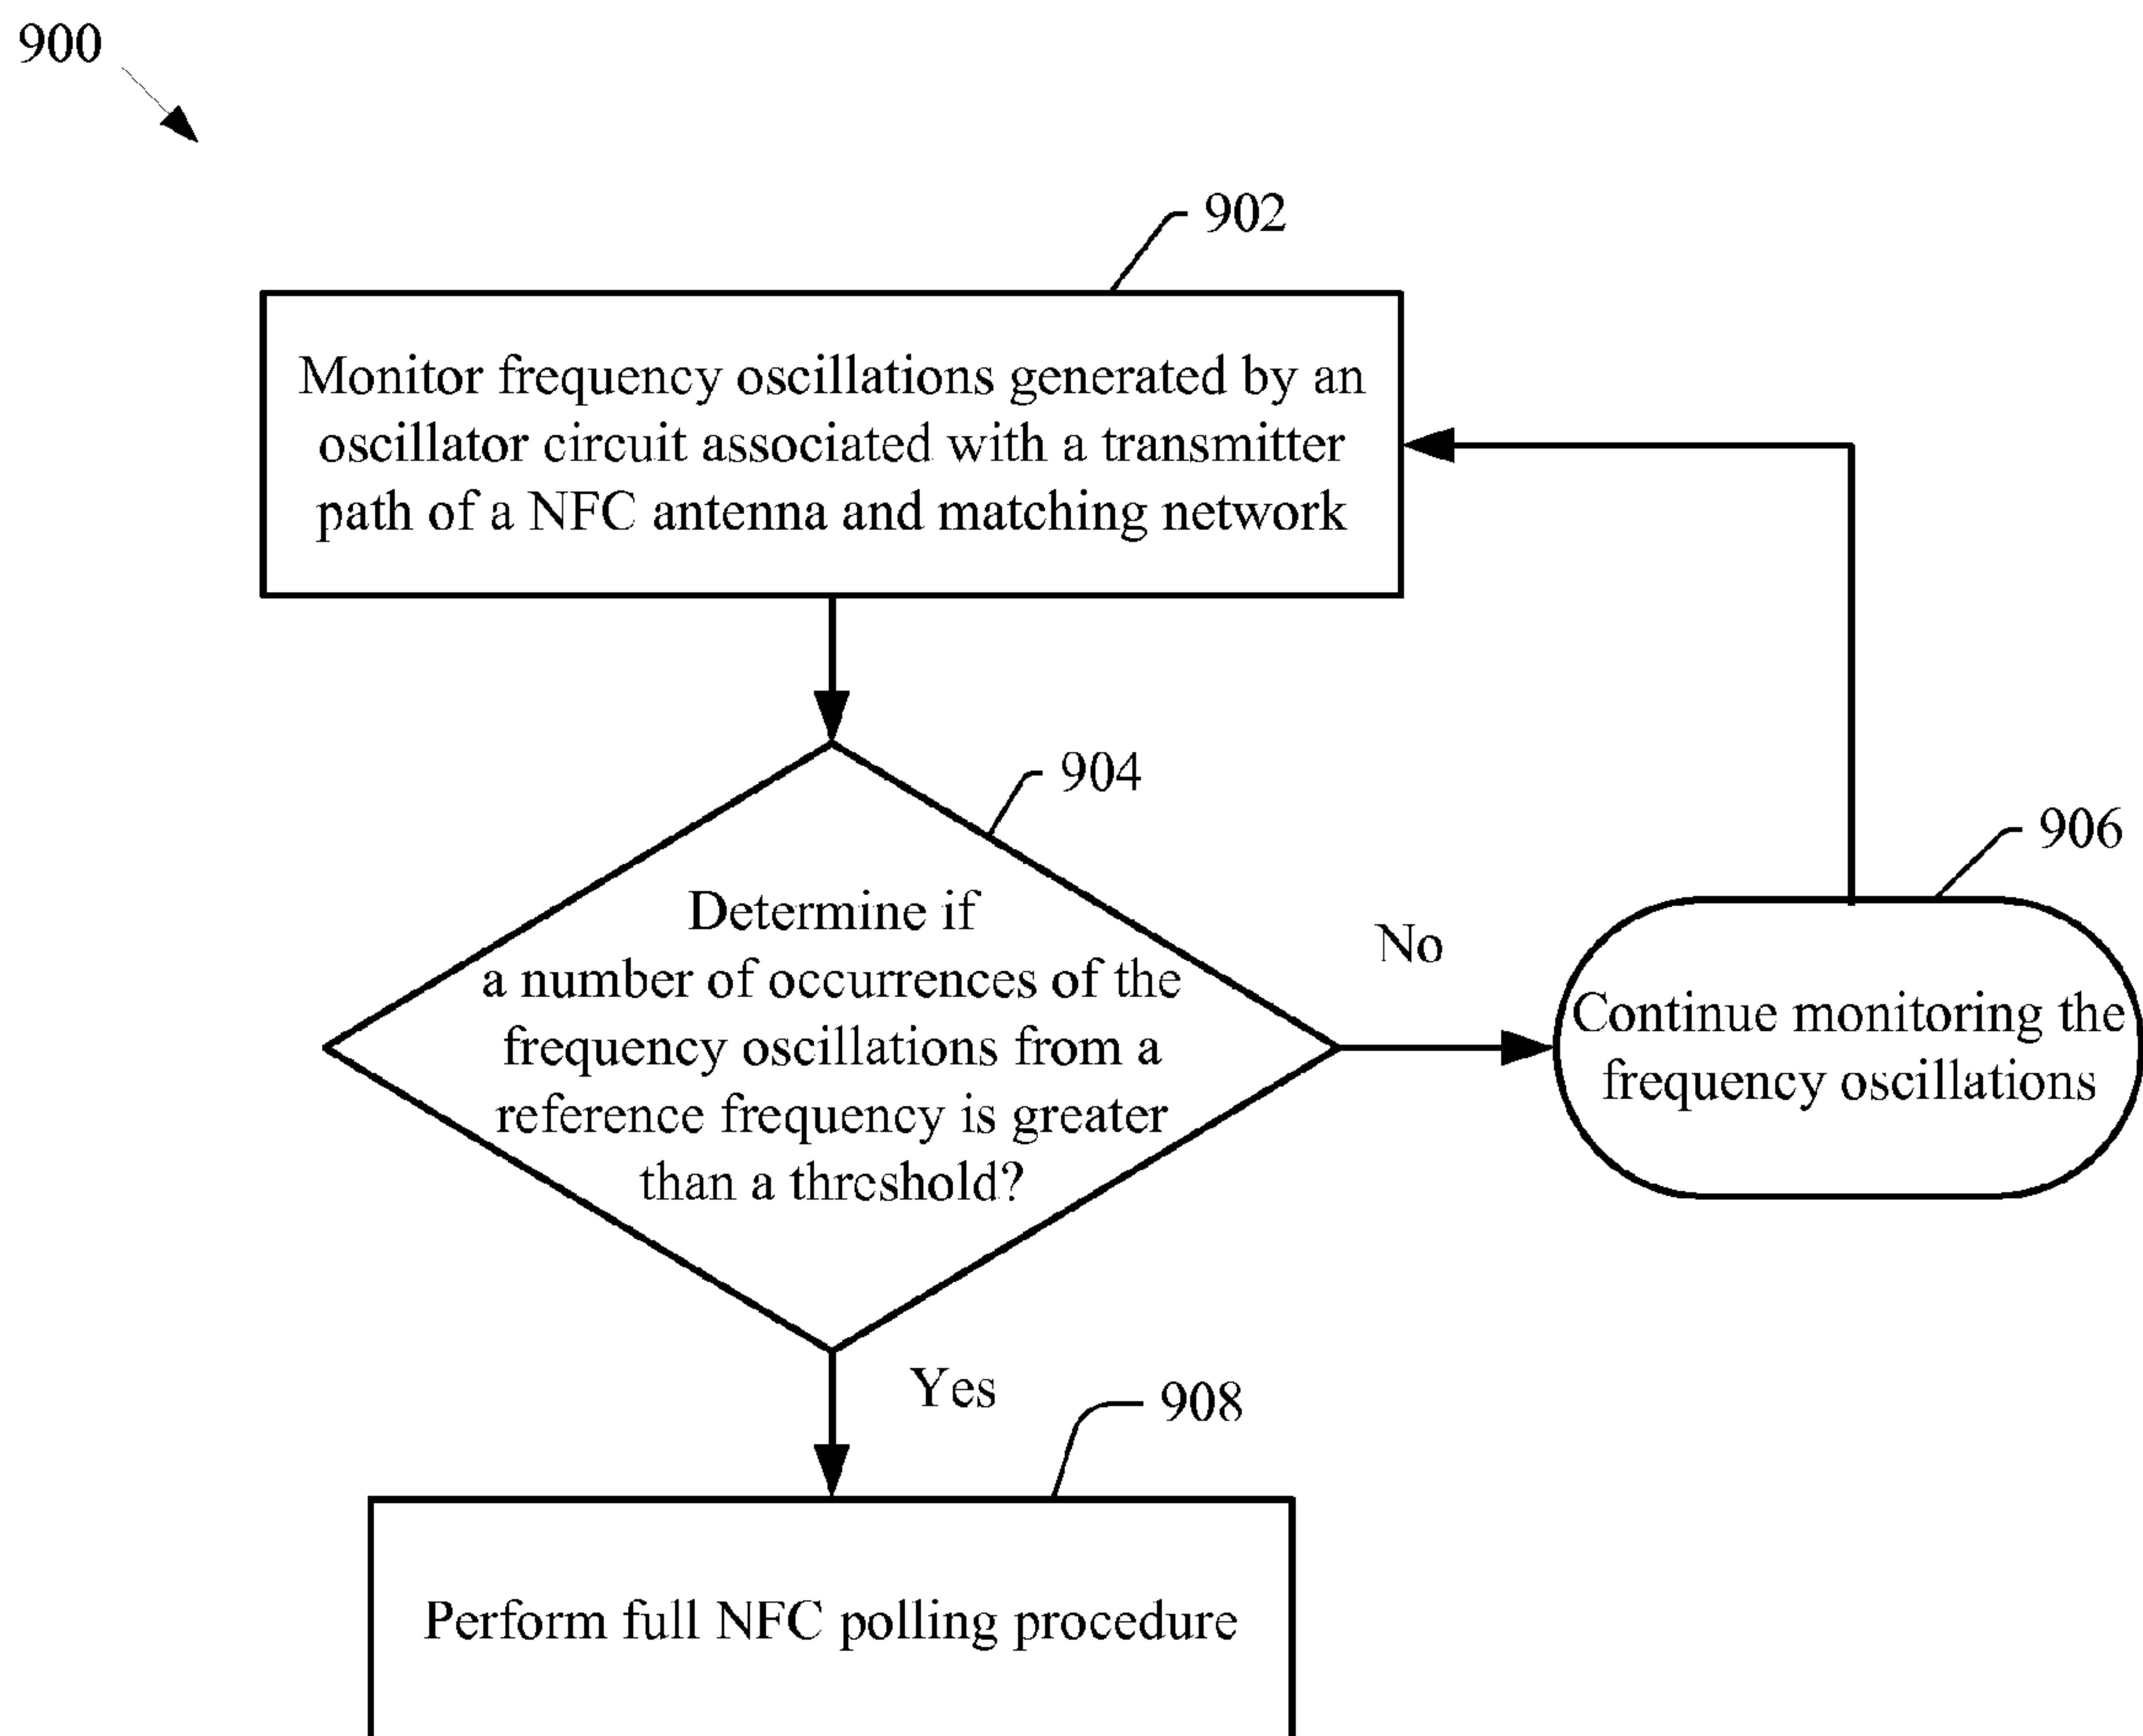 900
902
Monitor frequency oscillations generated by an
oscillator circuit associated with a transmitter
path of a NFC antenna and matching network
904
Determine if
a number of occurrences of the
frequency oscillations from a
reference frequency is greater
than a threshold?
No
906
Continue monitoring the
frequency oscillations
Yes
908
Perform full NFC polling procedure